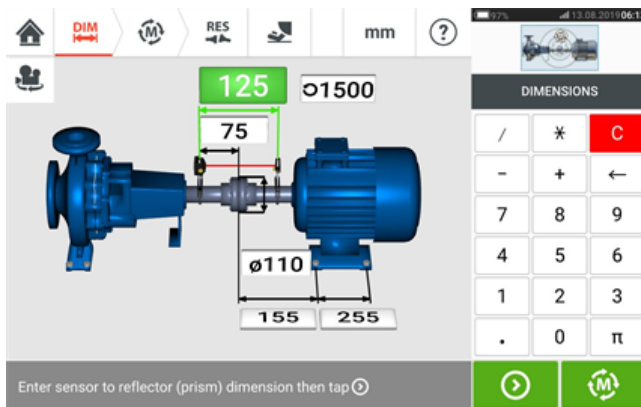 DIM
M
RES
mm
?
97%
13.08.2019 06:1
125
1500
75
ø110
155
255
DIMENSIONS
/ * C
- + ←
7 8 9
4 5 6
1 2 3
. 0 π
M
Enter sensor to reflector (prism) dimension then tap